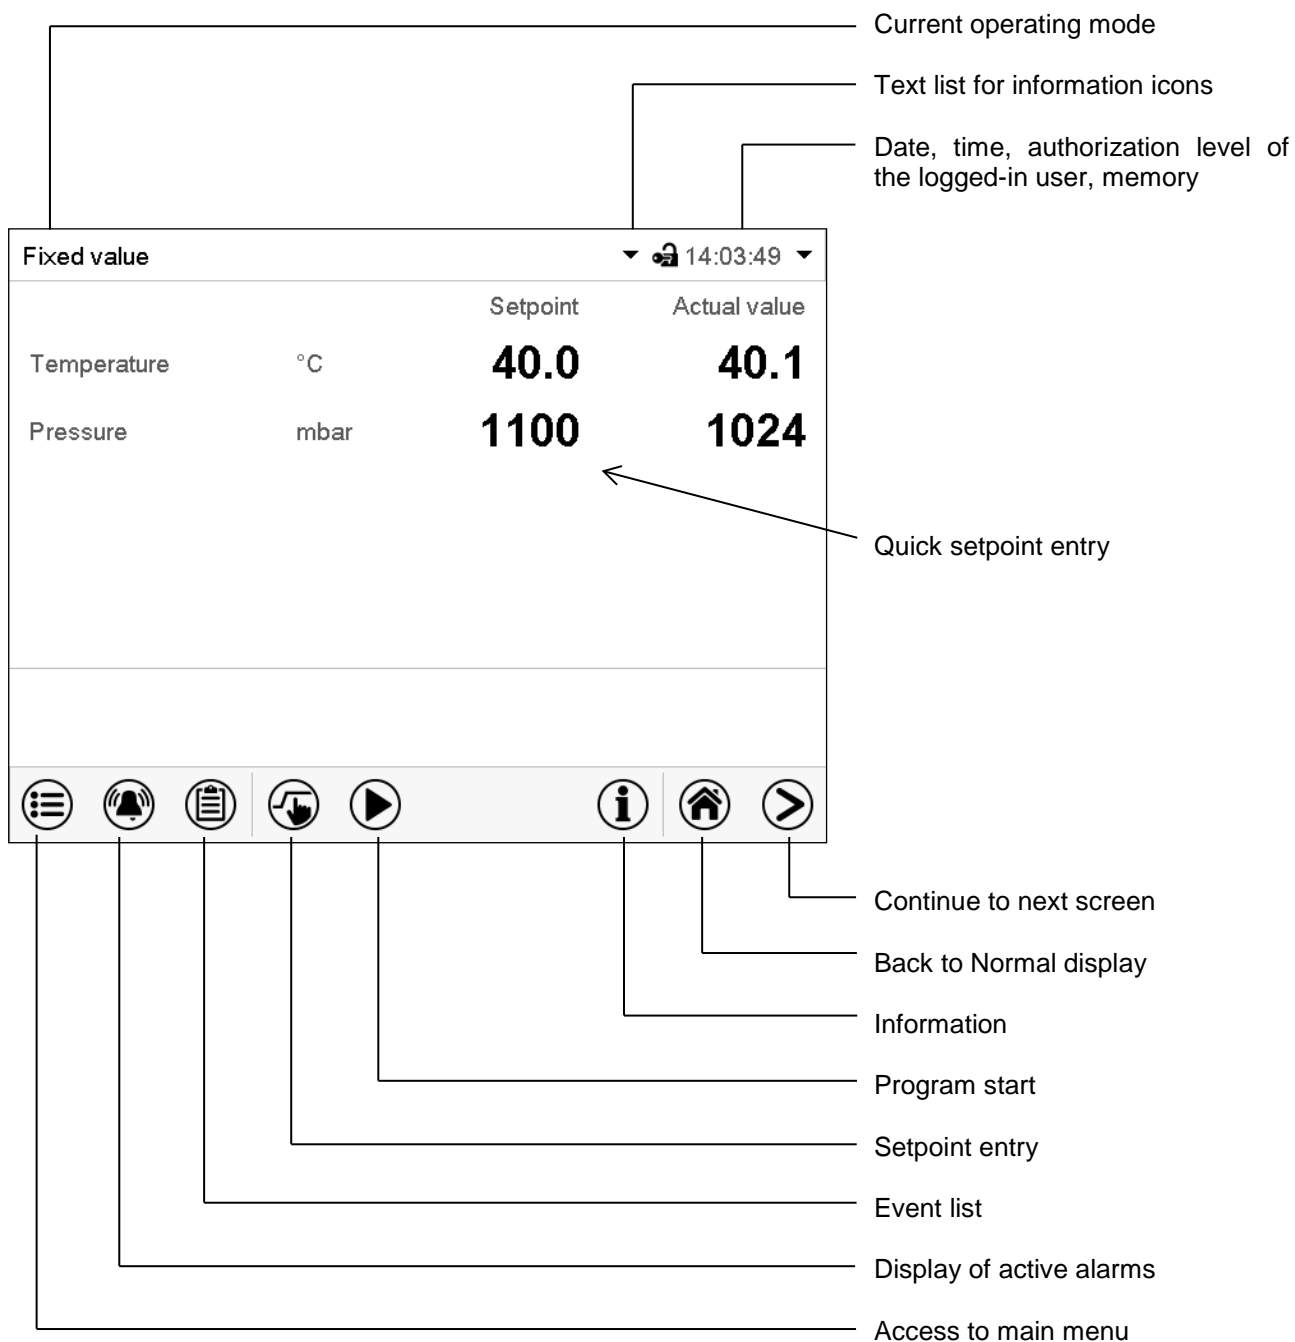 Current operating mode
Text list for information icons
Date, time, authorization level of
the logged-in user, memory
Fixed value 14:03:49
Setpoint Actual value
Temperature °C 40.0 40.1
Pressure mbar 1100 1024
Quick setpoint entry
Continue to next screen
Back to Normal display
Information
Program start
Setpoint entry
Event list
Display of active alarms
Access to main menu